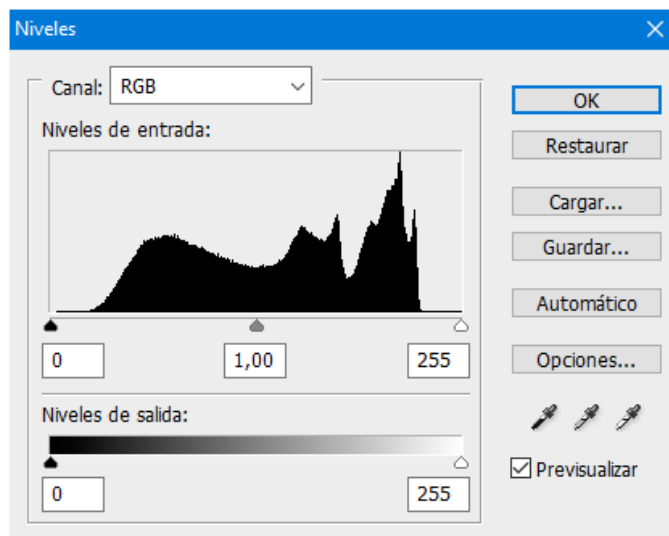 Niveles
Canal: RGB
OK
Niveles de entrada:
Restaurar
Cargar...
Guardar...
Automático
0 1,00 255
Opciones...
Niveles de salida:
Previsualizar
0 255